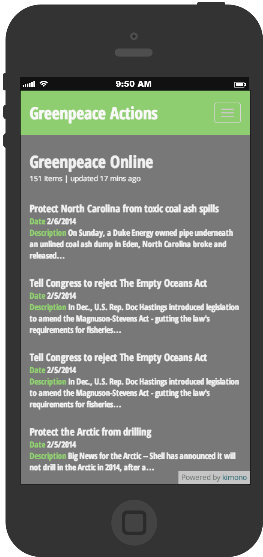 9:50 AM
Greenpeace Actions
Greenpeace Online
151 items | updated 17 mins ago
Protect North Carolina from toxic coal ash spills
Date 2/6/2014
Description On Sunday, a Duke Energy owned pipe underneath
an unlined coal ash dump in Eden, North Carolina broke and
released...
Tell Congress to reject The Empty Oceans Act
Date 2/5/2014
Description In Dec., U.S. Rep. Doc Hastings introduced legislation
to amend the Magnuson-Stevens Act - gutting the law's
requirements for fisheries...
Tell Congress to reject The Empty Oceans Act
Date 2/5/2014
Description In Dec., U.S. Rep. Doc Hastings introduced legislation
to amend the Magnuson-Stevens Act - gutting the law's
requirements for fisheries...
Protect the Arctic from drilling
Date 2/5/2014
Description Big News for the Arctic -- Shell has announced it will
not drill in the Arctic in 2014, after a...
Powered by kimono